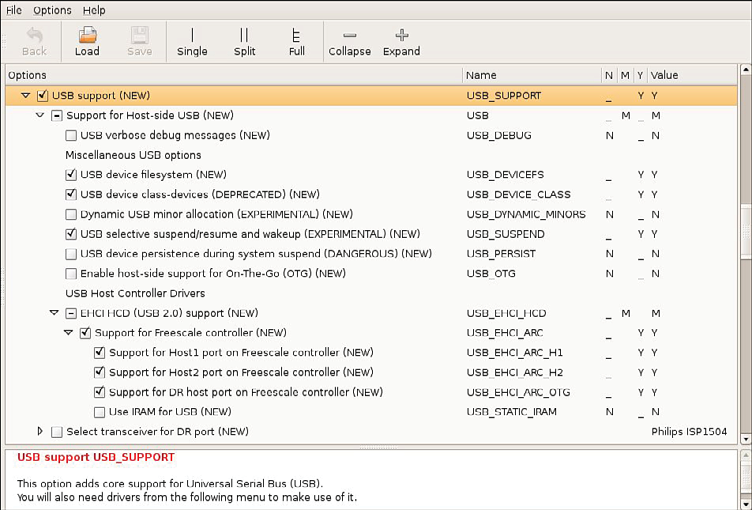 File Options Help
Back Load Save Single Split Full Collapse Expand
Options Name N M Y Value
USB support (NEW) USB_SUPPORT _ Y Y
Support for Host-side USB (NEW) USB _ M _ M
USB verbose debug messages (NEW) USB_DEBUG N _ N
Miscellaneous USB options
USB device filesystem (NEW) USB_DEVICEFS _ Y Y
USB device class-devices (DEPRECATED) (NEW) USB_DEVICE_CLASS _ Y Y
Dynamic USB minor allocation (EXPERIMENTAL) (NEW) USB_DYNAMIC_MINORS N _ N
USB selective suspend/resume and wakeup (EXPERIMENTAL) (NEW) USB_SUSPEND _ Y Y
USB device persistence during system suspend (DANGEROUS) (NEW) USB_PERSIST N _ N
Enable host-side support for On-The-Go (OTG) (NEW) USB_OTG N _ N
USB Host Controller Drivers
EHCI HCD (USB 2.0) support (NEW) USB_EHCI_HCD _ M M
Support for Freescale controller (NEW) USB_EHCI_ARC _ Y Y
Support for Host1 port on Freescale controller (NEW) USB_EHCI_ARC_H1 _ Y Y
Support for Host2 port on Freescale controller (NEW) USB_EHCI_ARC_H2 _ Y Y
Support for DR host port on Freescale controller (NEW) USB_EHCI_ARC_OTG _ Y Y
Use IRAM for USB (NEW) USB_STATIC_IRAM N _ N
Select transceiver for DR port (NEW) Philips ISP1504
USB support USB_SUPPORT
This option adds core support for Universal Serial Bus (USB).
You will also need drivers from the following menu to make use of it.